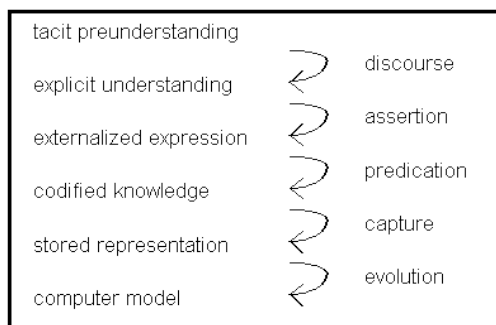 tacit preunderstanding
discourse
explicit understanding
assertion
externalized expression
predication
codified knowledge
capture
stored representation
evolution
computer model